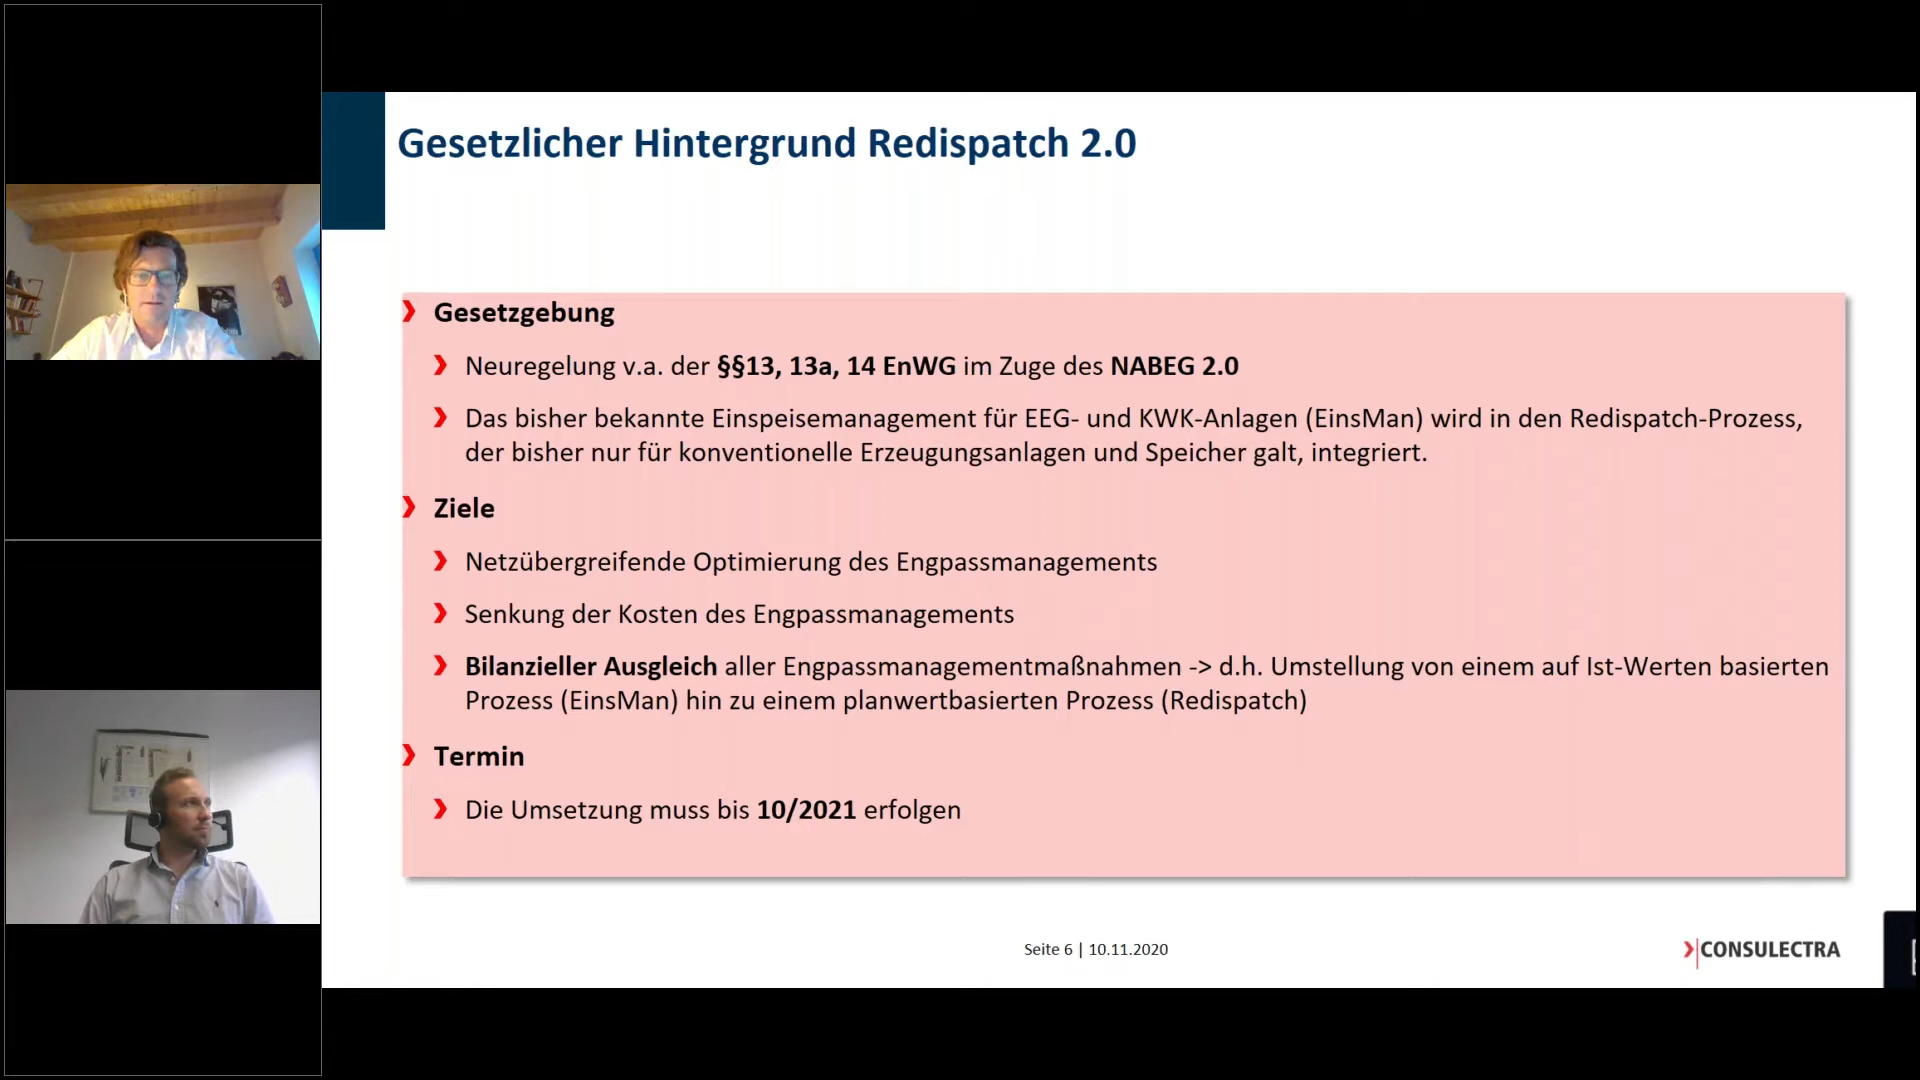 Gesetzlicher Hintergrund Redispatch 2.0
Gesetzgebung
Neuregelung v.a. der §§13, 13a, 14 EnWG im Zuge des NABEG 2.0
Das bisher bekannte Einspeisemanagement für EEG- und KWK-Anlagen (EinsMan) wird in den Redispatch-Prozess,
der bisher nur für konventionelle Erzeugungsanlagen und Speicher galt, integriert.
Ziele
Netzübergreifende Optimierung des Engpassmanagements
Senkung der Kosten des Engpassmanagements
Bilanzieller Ausgleich aller Engpassmanagementmaßnahmen -> d.h. Umstellung von einem auf Ist-Werten basierten
Prozess (EinsMan) hin zu einem planwertbasierten Prozess (Redispatch)
Termin
Die Umsetzung muss bis 10/2021 erfolgen
Seite 6 | 10.11.2020
CONSULECTRA